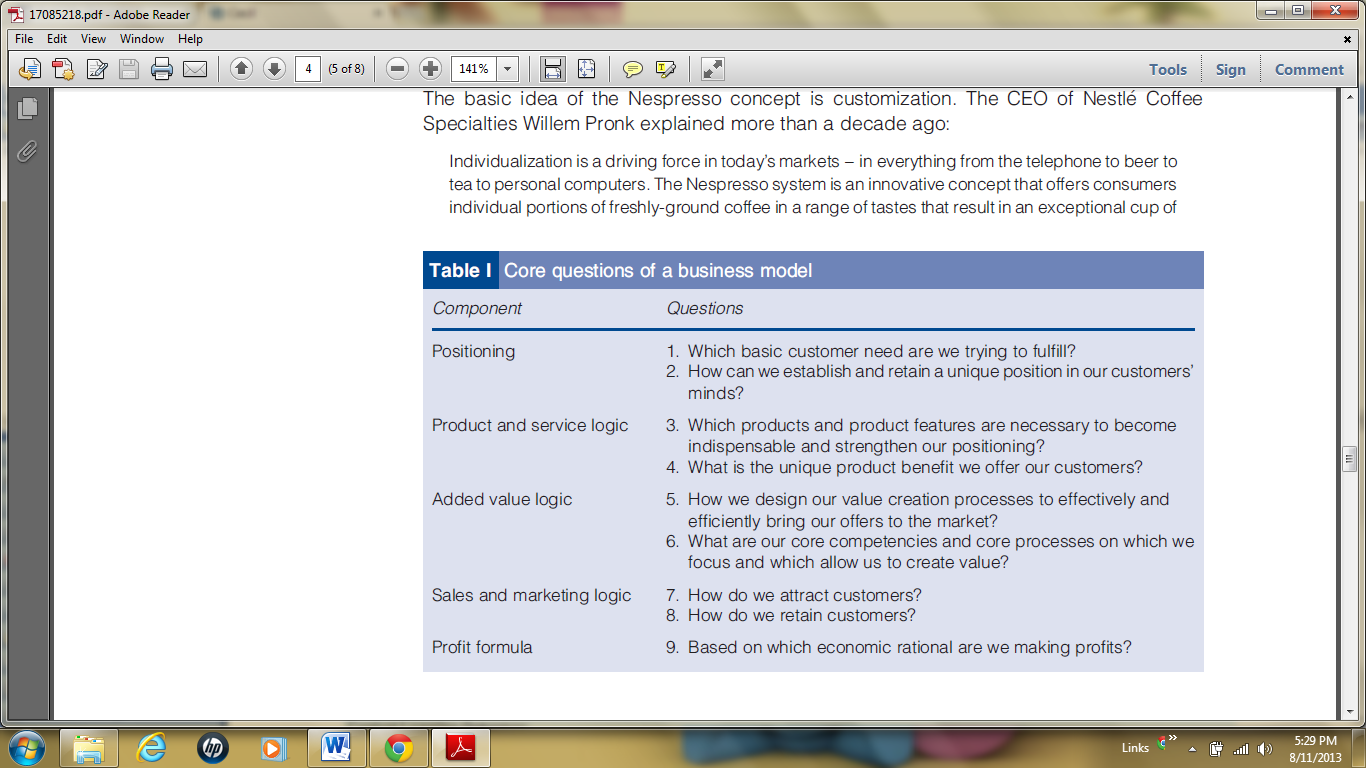 17085218.pdf - Adobe Reader
File Edit View Window Help
4 (5 of 8) 141% Tools Sign Comment
The basic idea of the Nespresso concept is customization. The CEO of Nestlé Coffee
Specialties Willem Pronk explained more than a decade ago:
Individualization is a driving force in today's markets – in everything from the telephone to beer to
tea to personal computers. The Nespresso system is an innovative concept that offers consumers
individual portions of freshly-ground coffee in a range of tastes that result in an exceptional cup of
Table I Core questions of a business model
Component Questions
Positioning 1. Which basic customer need are we trying to fulfill?
2. How can we establish and retain a unique position in our customers'
minds?
Product and service logic 3. Which products and product features are necessary to become
indispensable and strengthen our positioning?
4. What is the unique product benefit we offer our customers?
Added value logic 5. How we design our value creation processes to effectively and
efficiently bring our offers to the market?
6. What are our core competencies and core processes on which we
focus and which allow us to create value?
Sales and marketing logic 7. How do we attract customers?
8. How do we retain customers?
Profit formula 9. Based on which economic rational are we making profits?
hp W Links 5:29 PM
8/11/2013